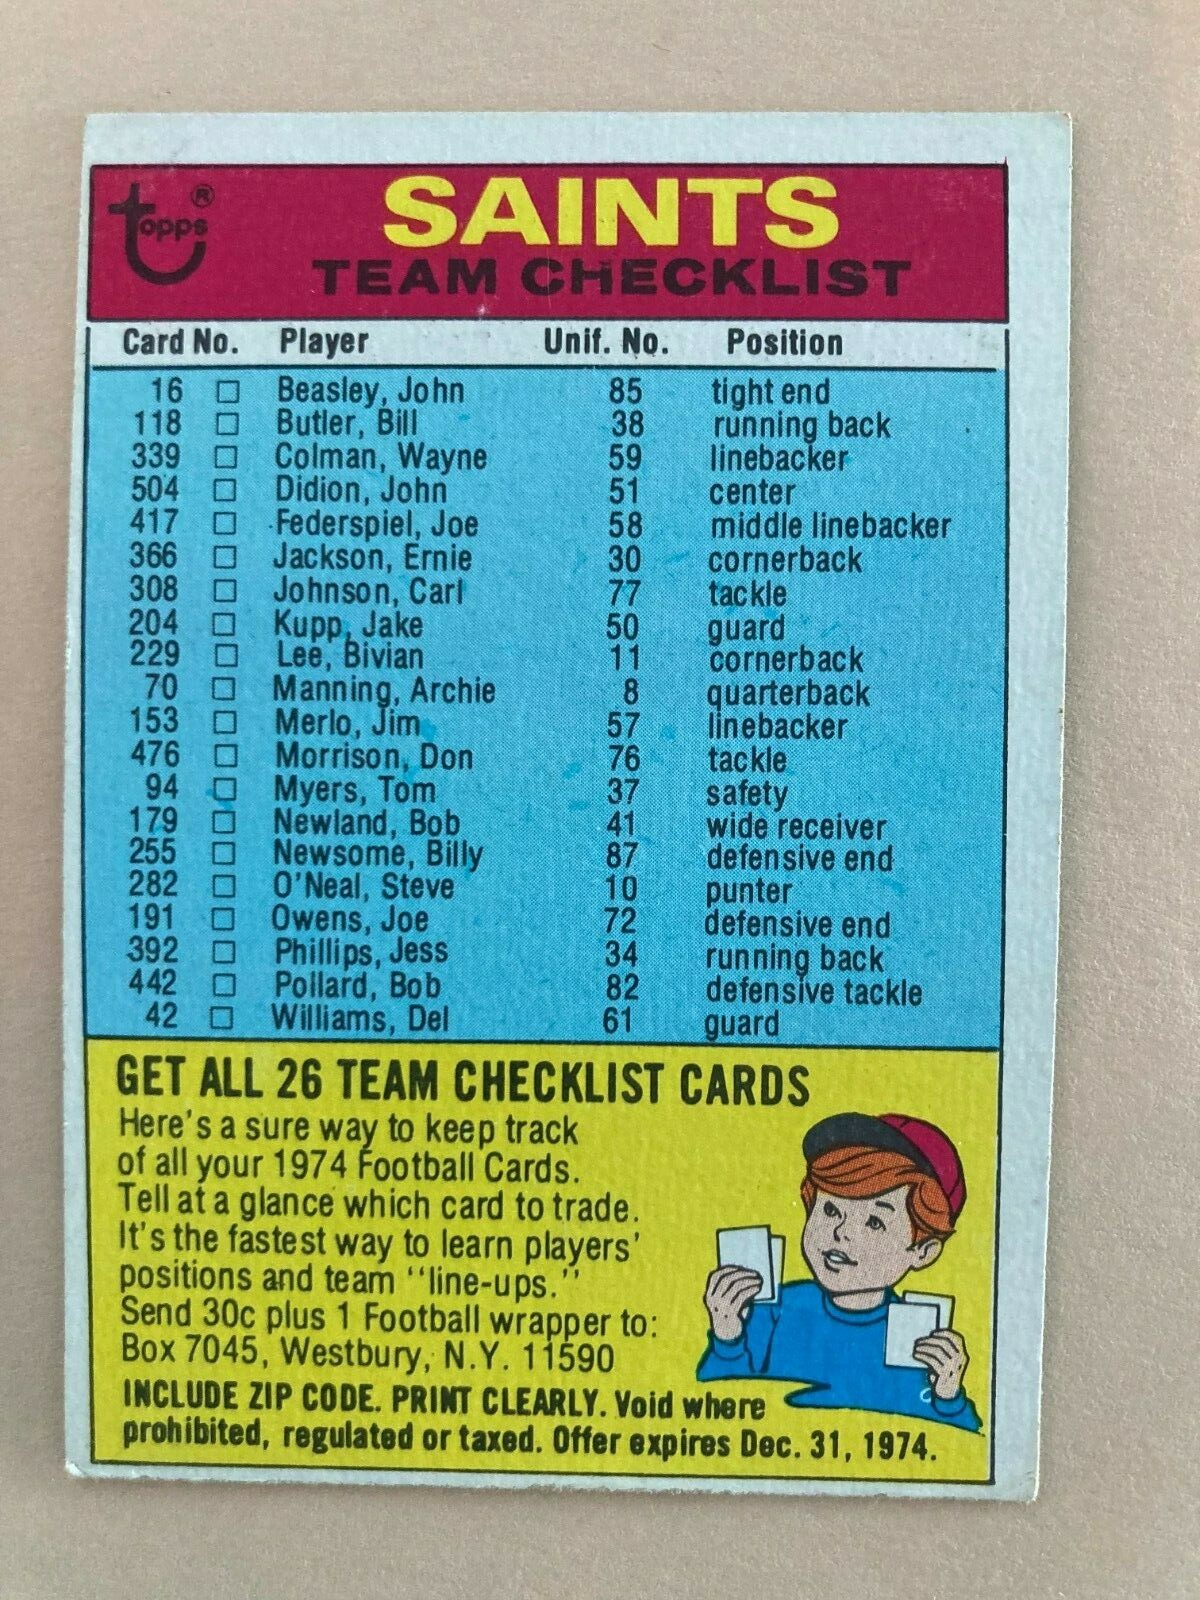 topps ®
SAINTS
TEAM CHECKLIST
Card No. Player Unif. No. Position
16 □ Beasley, John 85 tight end
118 □ Butler, Bill 38 running back
339 □ Colman, Wayne 59 linebacker
504 □ Didion, John 51 center
417 □ Federspiel, Joe 58 middle linebacker
366 □ Jackson, Ernie 30 cornerback
308 □ Johnson, Carl 77 tackle
204 □ Kupp, Jake 50 guard
229 □ Lee, Bivian 11 cornerback
70 □ Manning, Archie 8 quarterback
153 □ Merlo, Jim 57 linebacker
476 □ Morrison, Don 76 tackle
94 □ Myers, Tom 37 safety
179 □ Newland, Bob 41 wide receiver
255 □ Newsome, Billy 87 defensive end
282 □ O'Neal, Steve 10 punter
191 □ Owens, Joe 72 defensive end
392 □ Phillips, Jess 34 running back
442 □ Pollard, Bob 82 defensive tackle
42 □ Williams, Del 61 guard
GET ALL 26 TEAM CHECKLIST CARDS
Here's a sure way to keep track
of all your 1974 Football Cards.
Tell at a glance which card to trade.
It's the fastest way to learn players'
positions and team "line-ups."
Send 30c plus 1 Football wrapper to:
Box 7045, Westbury, N.Y. 11590
INCLUDE ZIP CODE. PRINT CLEARLY. Void where
prohibited, regulated or taxed. Offer expires Dec. 31, 1974.